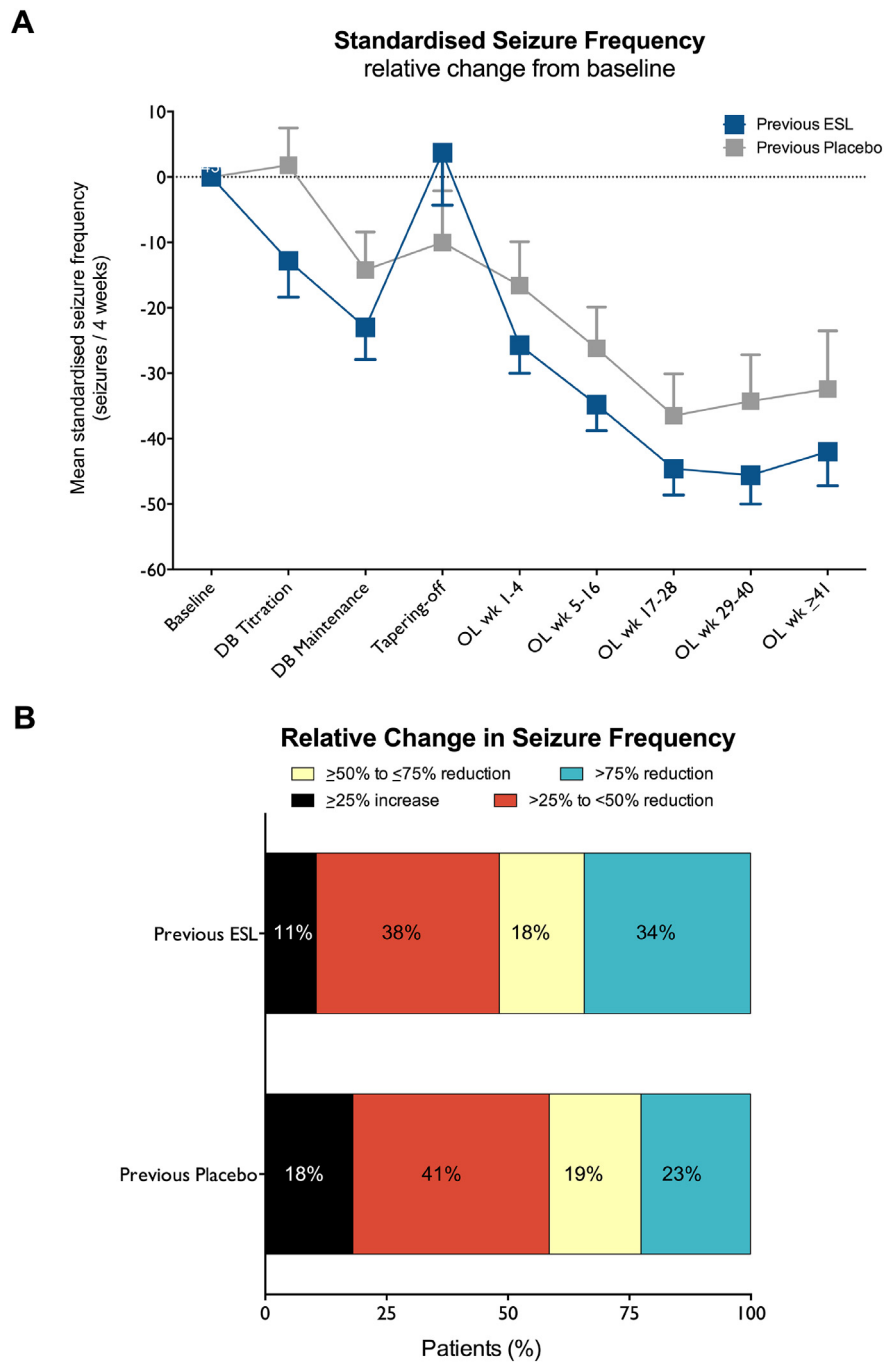 A
Standardised Seizure Frequency
relative change from baseline
Previous ESL
Previous Placebo
Mean standardised seizure frequency
(seizures / 4 weeks)
10
0
-10
-20
-30
-40
-50
-60
Baseline
DB Titration
DB Maintenance
Tapering-off
OL wk 1-4
OL wk 5-16
OL wk 17-28
OL wk 29-40
OL wk ≥41
B
Relative Change in Seizure Frequency
≥50% to ≤75% reduction
>75% reduction
≥25% increase
>25% to <50% reduction
Previous ESL
11%
38%
18%
34%
Previous Placebo
18%
41%
19%
23%
0
25
50
75
100
Patients (%)